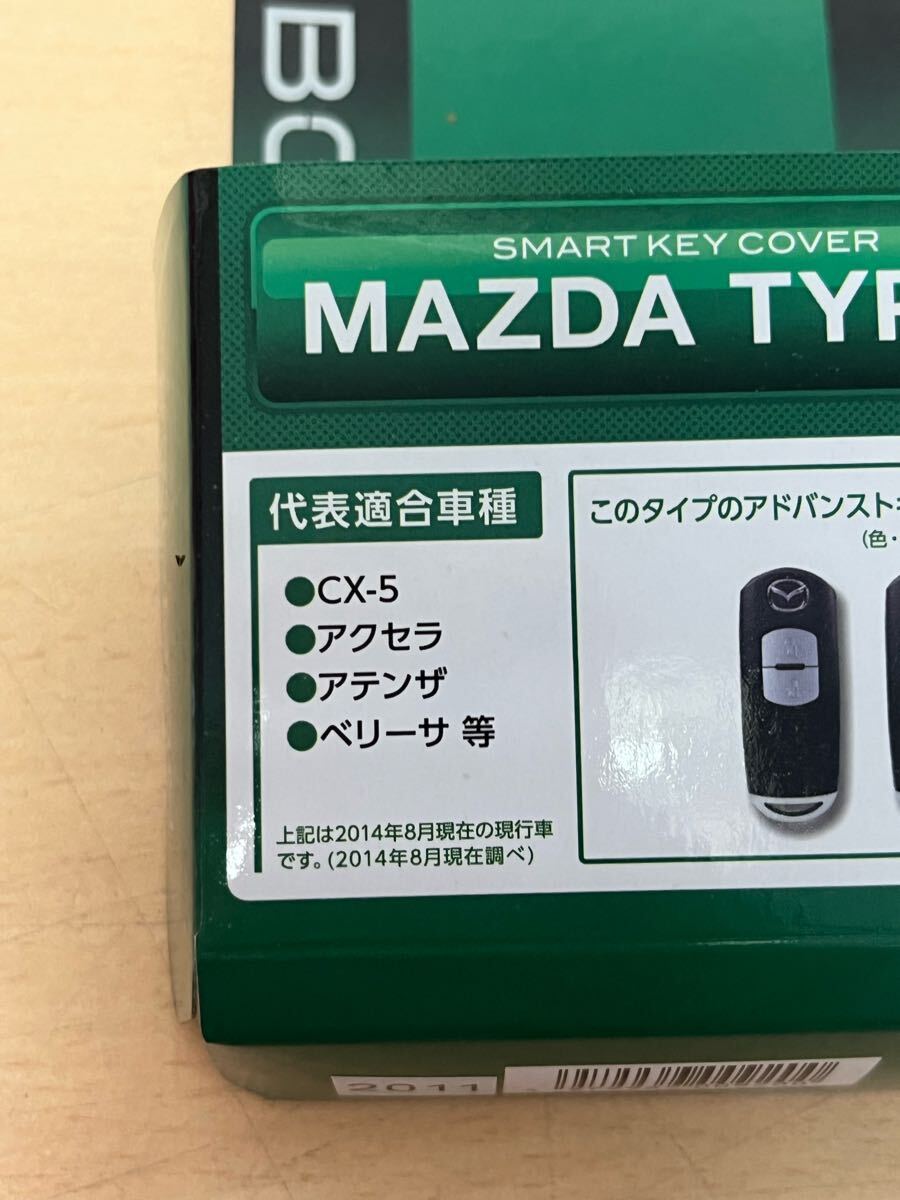 BO
SMART KEY COVER
MAZDA TYP
代表適合車種
●CX-5
●アクセラ
●アテンザ
●ベリーサ 等
上記は2014年8月現在の現行車
です。(2014年8月現在調べ)
このタイプのアドバンスト
(色・
2011